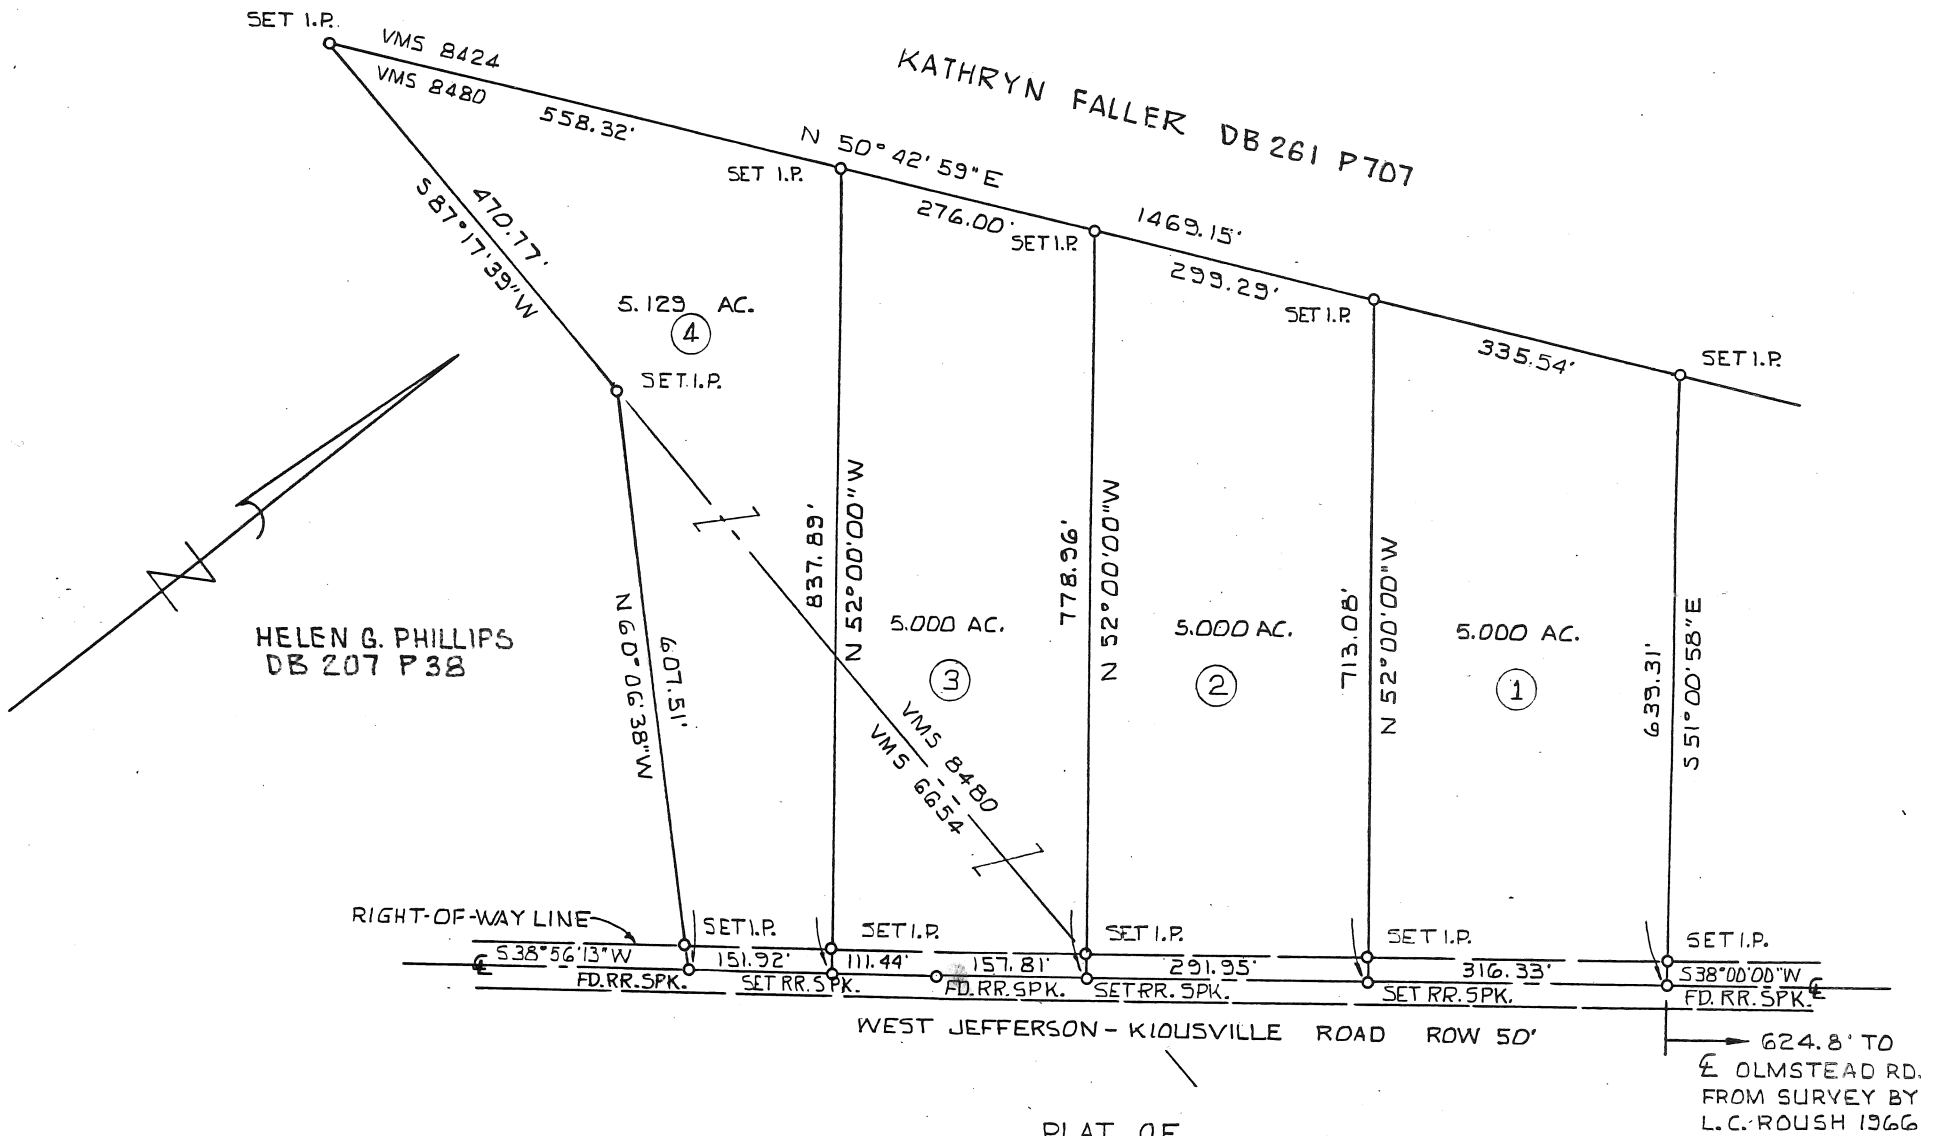 SET I.P.
VMS 8424
VMS 8480
558.32'
KATHRYN FALLER DB 261 P 707
N 50° 42' 59" E
1469.15'
SET I.P.
276.00'
SET I.P.
299.29'
SET I.P.
335.54'
SET I.P.
470.77'
S 87° 17' 39" W
5.129 AC.
4
SET I.P.
N
HELEN G. PHILLIPS
DB 207 P 38
N 60° 06' 38" W
607.51'
837.89'
N 52° 00' 00" W
778.96'
N 52° 00' 00" W
713.08'
N 52° 00' 00" W
639.31'
S 51° 00' 58" E
5.000 AC.
3
5.000 AC.
2
5.000 AC.
1
VMS 8480
VMS 6654
RIGHT-OF-WAY LINE
SET I.P.
SET I.P.
SET I.P.
SET I.P.
SET I.P.
℄ S 38° 56' 13" W
151.92'
111.44'
157.81'
291.95'
316.33'
S 38° 00' 00" W ℄
FD. RR. SPK.
SET RR. SPK.
FD. RR. SPK.
SET RR. SPK.
SET RR. SPK.
FD. RR. SPK.
WEST JEFFERSON - KIOUSVILLE ROAD ROW 50'
624.8' TO
℄ OLMSTEAD RD.
FROM SURVEY BY
L.C. ROUSH 1966
PLAT OF